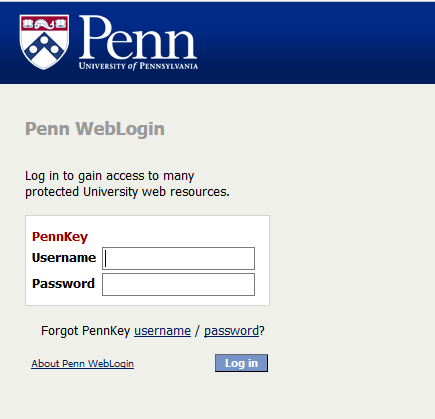 Penn
UNIVERSITY of PENNSYLVANIA
Penn WebLogin
Log in to gain access to many
protected University web resources.
PennKey
Username
Password
Forgot PennKey username / password?
About Penn WebLogin
Log in